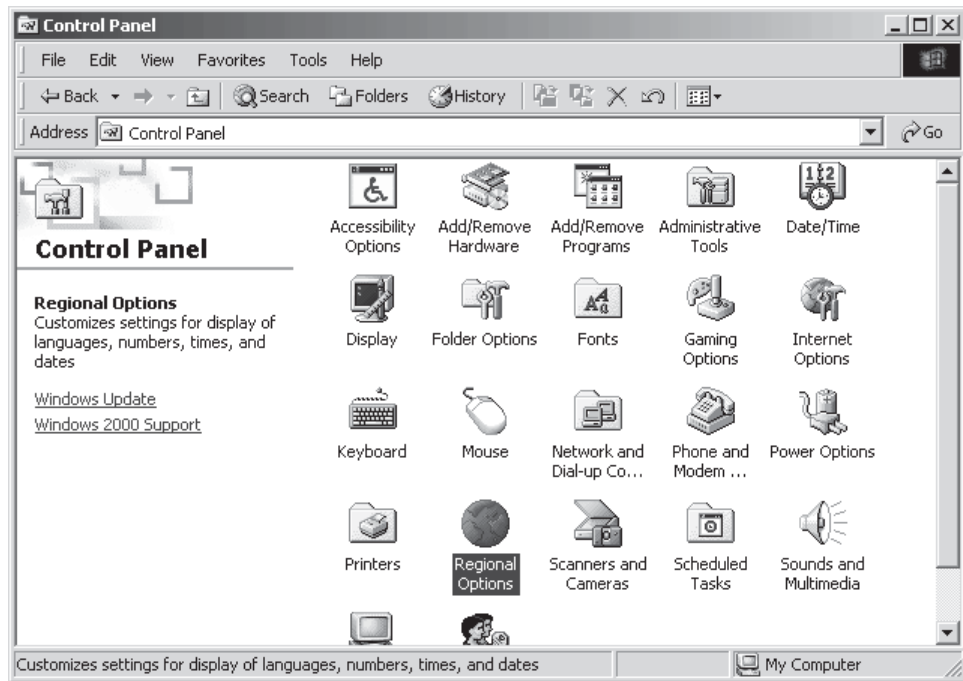 Control Panel
File Edit View Favorites Tools Help
Back Search Folders History
Address Control Panel Go
Control Panel
Regional Options
Customizes settings for display of
languages, numbers, times, and
dates
Windows Update
Windows 2000 Support
Accessibility
Options
Add/Remove
Hardware
Add/Remove
Programs
Administrative
Tools
Date/Time
Display
Folder Options
Fonts
Gaming
Options
Internet
Options
Keyboard
Mouse
Network and
Dial-up Co...
Phone and
Modem ...
Power Options
Printers
Regional
Options
Scanners and
Cameras
Scheduled
Tasks
Sounds and
Multimedia
Customizes settings for display of languages, numbers, times, and dates
My Computer